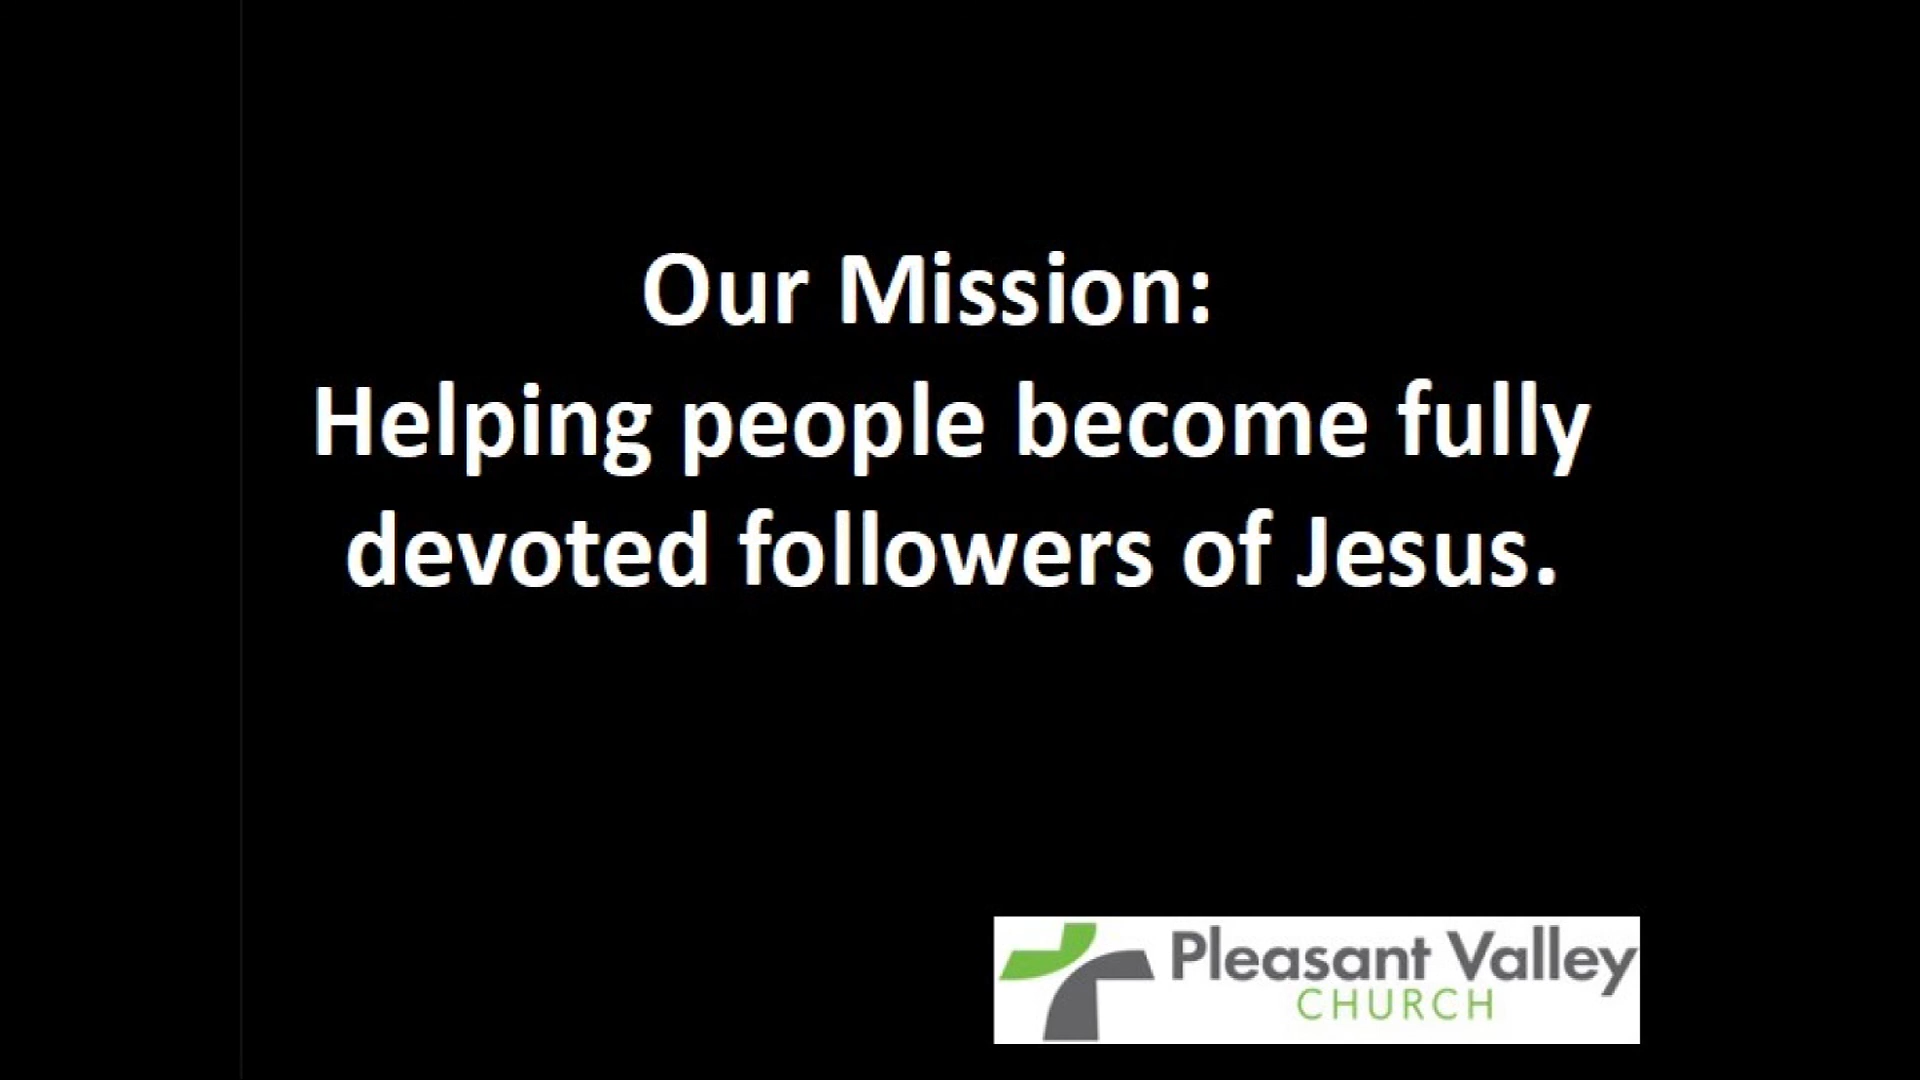 Our Mission:
Helping people become fully
devoted followers of Jesus.
Pleasant Valley
CHURCH